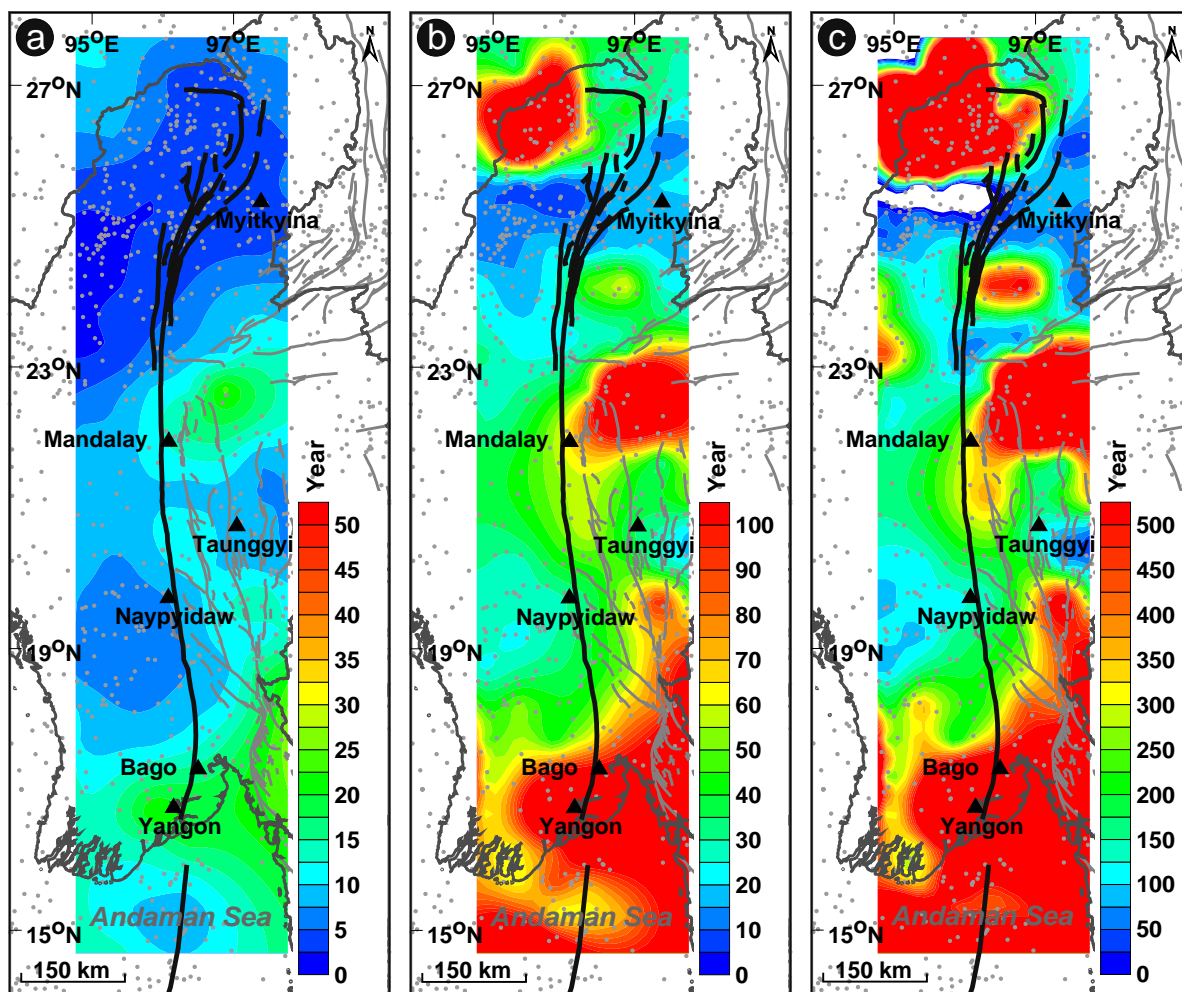 a
95°E
97°E
N
27°N
Myitkyina
23°N
Mandalay
Year
50
45
Taunggyi
40
Naypyidaw
35
19°N
30
25
Bago
20
Yangon
15
10
Andaman Sea
15°N
5
150 km
0
b
95°E
97°E
N
27°N
Myitkyina
23°N
Mandalay
Year
100
90
Taunggyi
80
Naypyidaw
70
19°N
60
50
Bago
40
Yangon
30
20
Andaman Sea
15°N
10
150 km
0
c
95°E
97°E
N
27°N
Myitkyina
23°N
Mandalay
Year
500
450
Taunggyi
400
Naypyidaw
350
19°N
300
250
Bago
200
Yangon
150
100
Andaman Sea
15°N
50
150 km
0